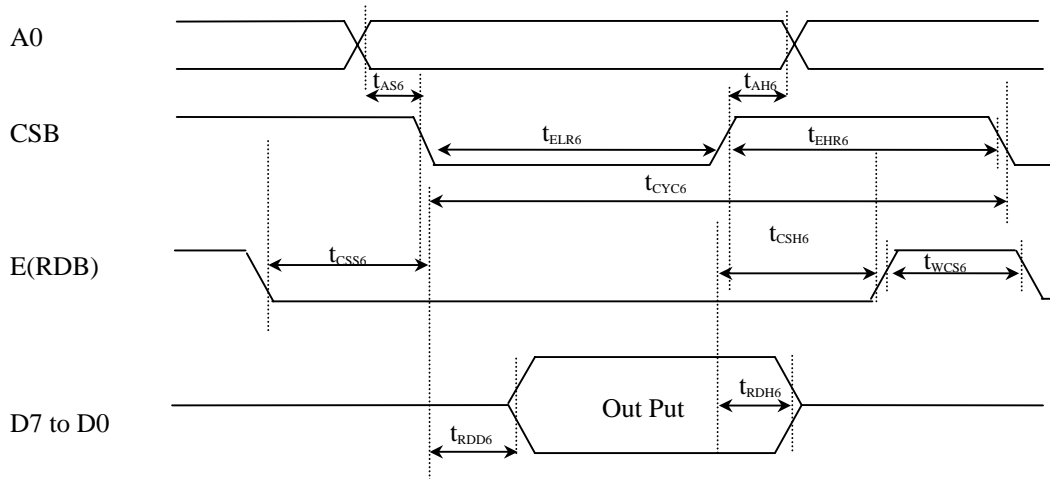 A0
tAS6
tAH6
CSB
tELR6
tEHR6
tCYC6
tCSH6
E(RDB)
tCSS6
tWCS6
D7 to D0
Out Put
tRDH6
tRDD6